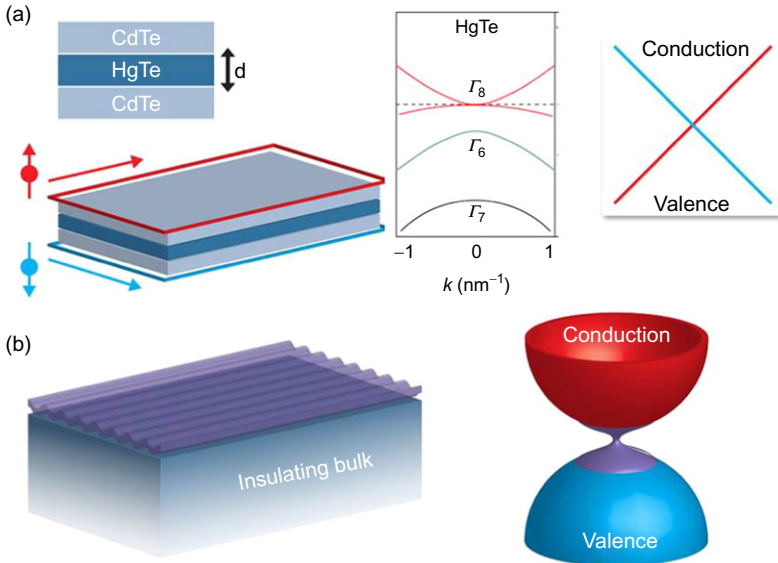 (a)
CdTe
HgTe
d
CdTe
HgTe
Γ8
Γ6
Γ7
−1
0
1
k (nm−1)
Conduction
Valence
(b)
Insulating bulk
Conduction
Valence